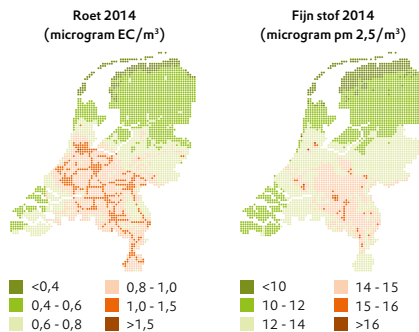 Roet 2014
(microgram EC/m³)
Fijn stof 2014
(microgram pm 2,5/m³)
<0,4
0,4 - 0,6
0,6 - 0,8
0,8 - 1,0
1,0 - 1,5
>1,5
<10
10 - 12
12 - 14
14 - 15
15 - 16
>16